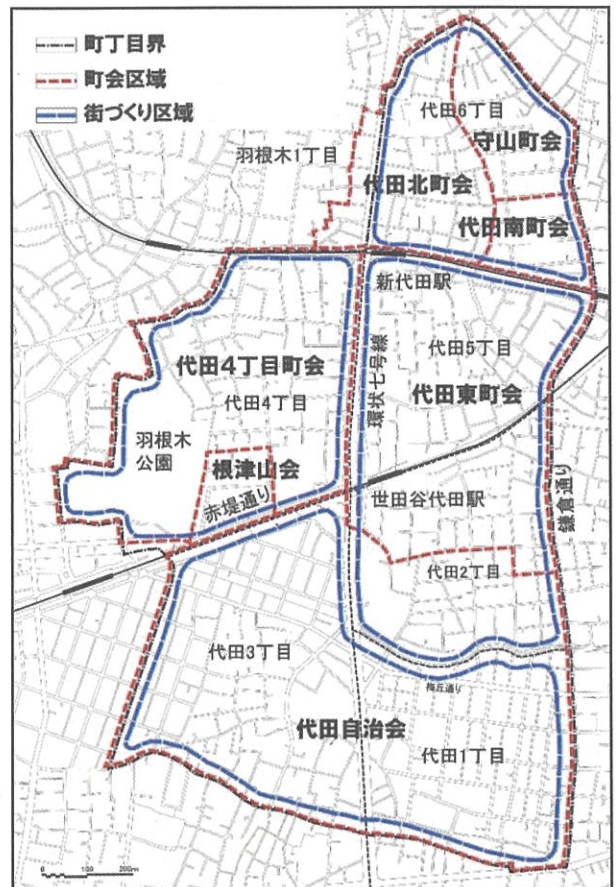 町丁目界
町会区域
街づくり区域
代田6丁目
守山町会
羽根木1丁目
代田北町会
代田南町会
新代田駅
代田5丁目
代田4丁目町会
代田東町会
代田4丁目
環状七号線
羽根木
公園
根津山会
赤堤通り
世田谷代田駅
鎌倉通り
代田2丁目
代田3丁目
梅丘通り
代田自治会
代田1丁目
0 100 200m